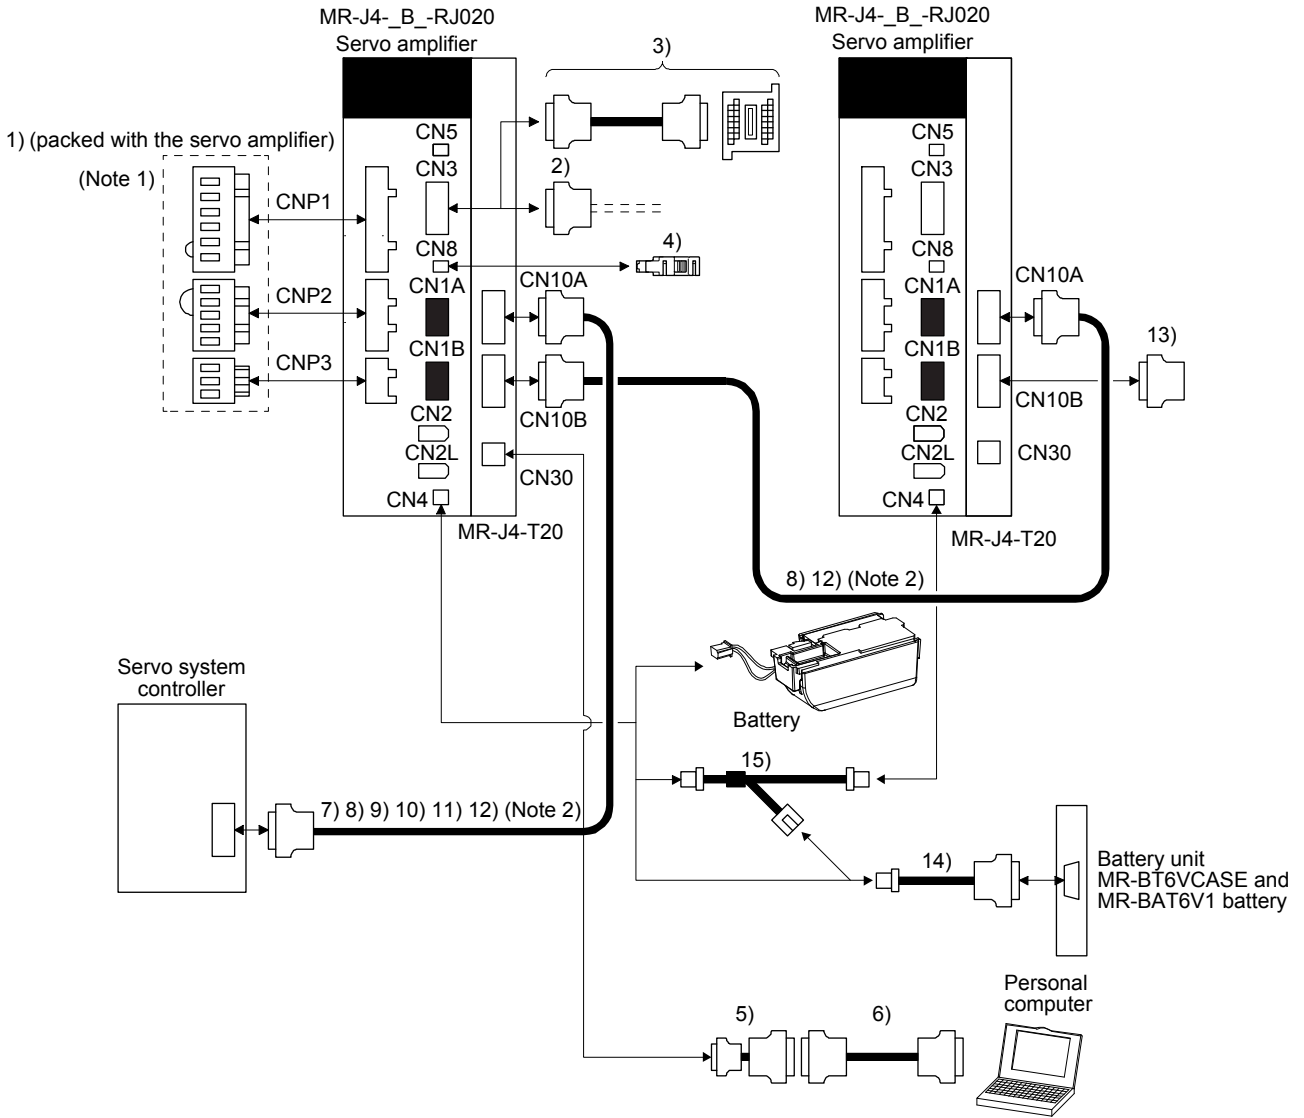 MR-J4-_B_-RJ020
Servo amplifier
MR-J4-_B_-RJ020
Servo amplifier
3)
1) (packed with the servo amplifier)
(Note 1)
CNP1
CNP2
CNP3
CN5
CN3
CN8
CN1A
CN1B
CN2
CN2L
CN4
2)
4)
CN10A
CN10B
CN30
MR-J4-T20
CN5
CN3
CN8
CN1A
CN1B
CN2
CN2L
CN4
CN10A
13)
CN10B
CN30
MR-J4-T20
8) 12) (Note 2)
Servo system
controller
Battery
15)
7) 8) 9) 10) 11) 12) (Note 2)
14)
Battery unit
MR-BT6VCASE and
MR-BAT6V1 battery
Personal
computer
5)
6)